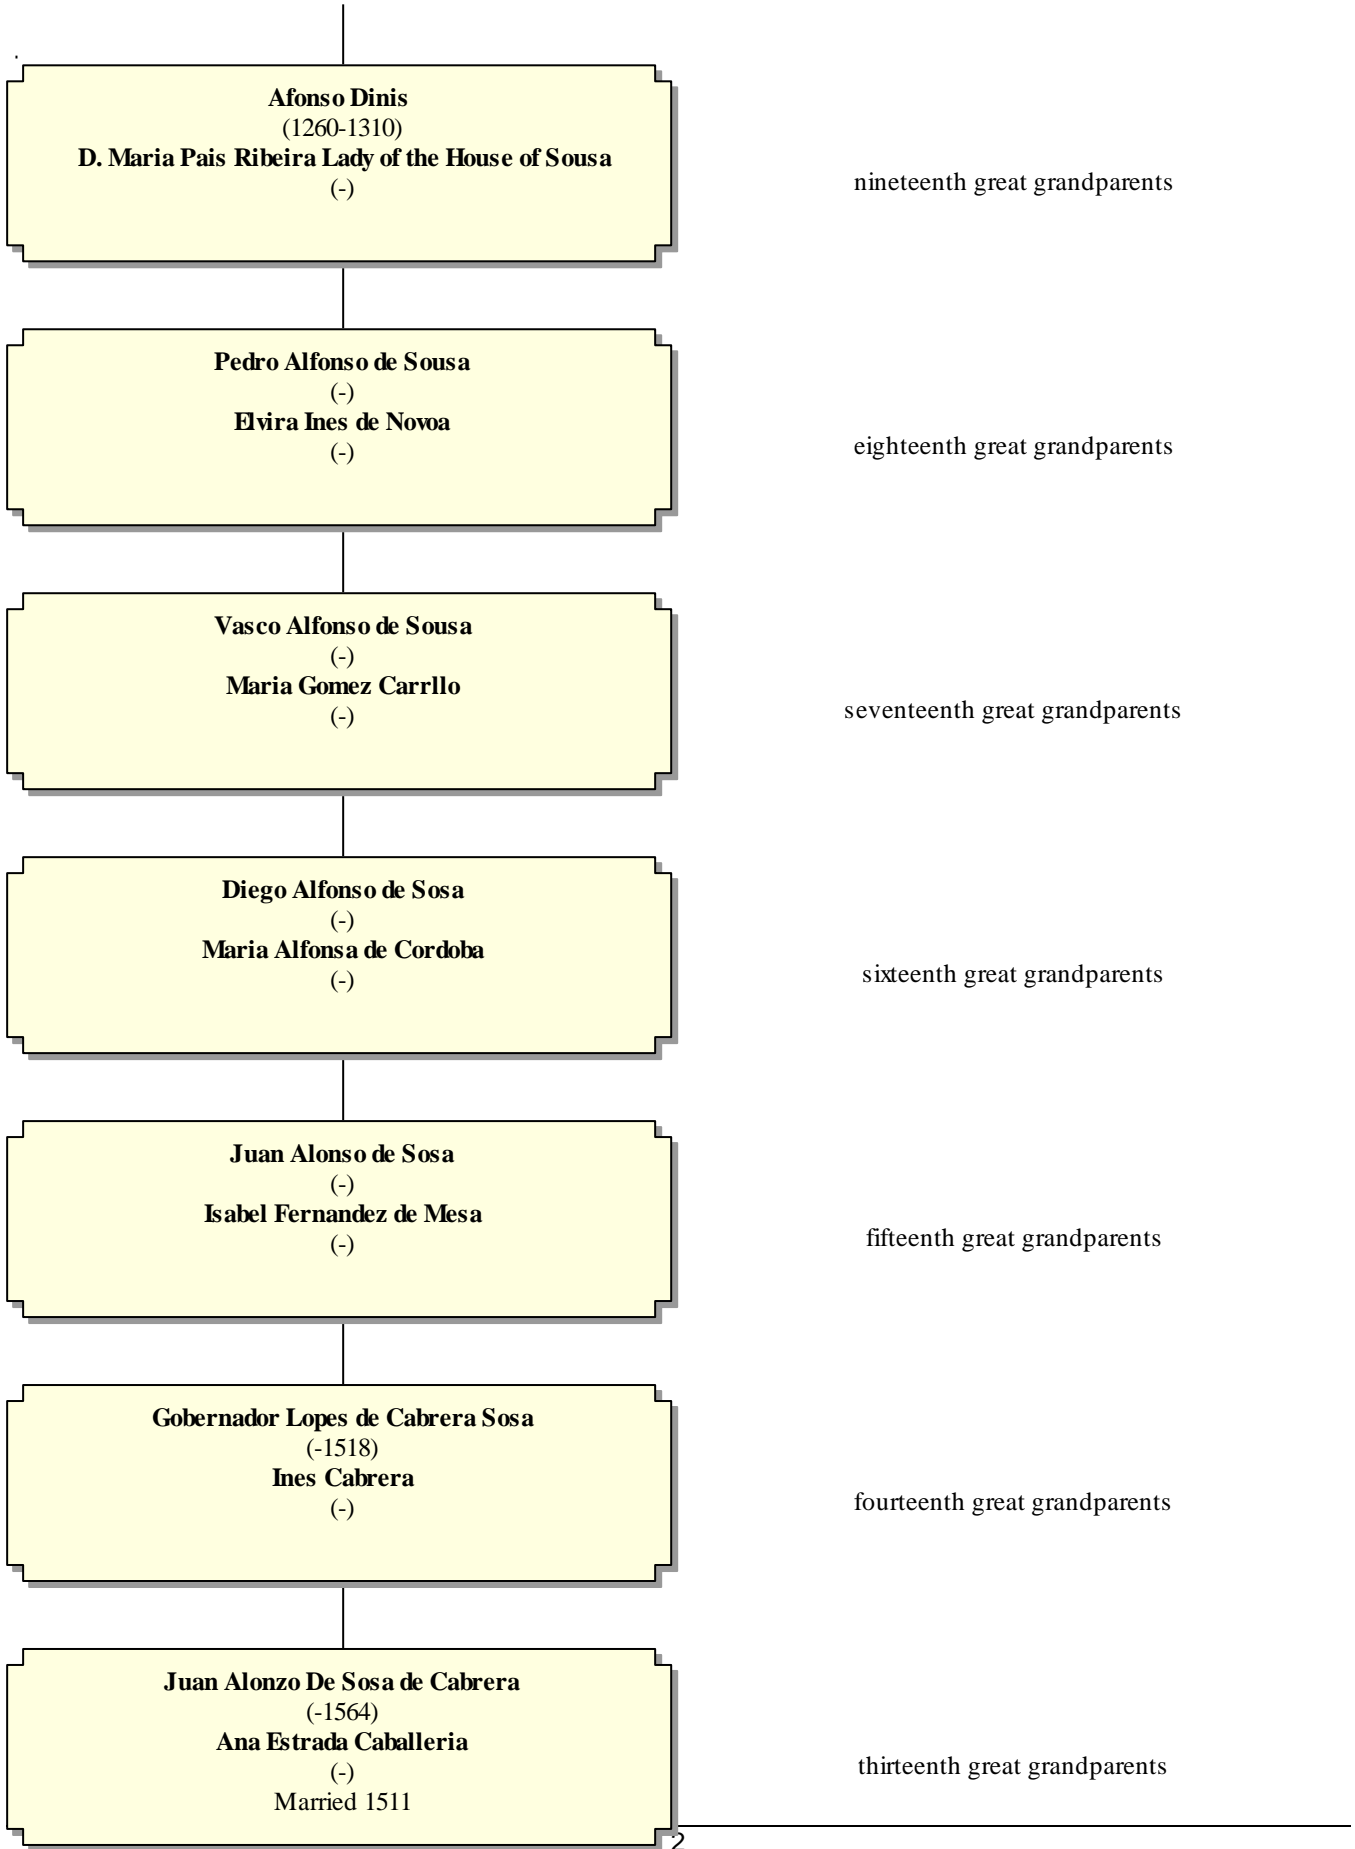 Afonso Dinis
(1260-1310)
D. Maria Pais Ribeira Lady of the House of Sousa
(-)
nineteenth great grandparents
Pedro Alfonso de Sousa
(-)
Elvira Ines de Novoa
(-)
eighteenth great grandparents
Vasco Alfonso de Sousa
(-)
Maria Gomez Carrllo
(-)
seventeenth great grandparents
Diego Alfonso de Sosa
(-)
Maria Alfonsa de Cordoba
(-)
sixteenth great grandparents
Juan Alonso de Sosa
(-)
Isabel Fernandez de Mesa
(-)
fifteenth great grandparents
Gobernador Lopes de Cabrera Sosa
(-1518)
Ines Cabrera
(-)
fourteenth great grandparents
Juan Alonzo De Sosa de Cabrera
(-1564)
Ana Estrada Caballeria
(-)
Married 1511
thirteenth great grandparents
2